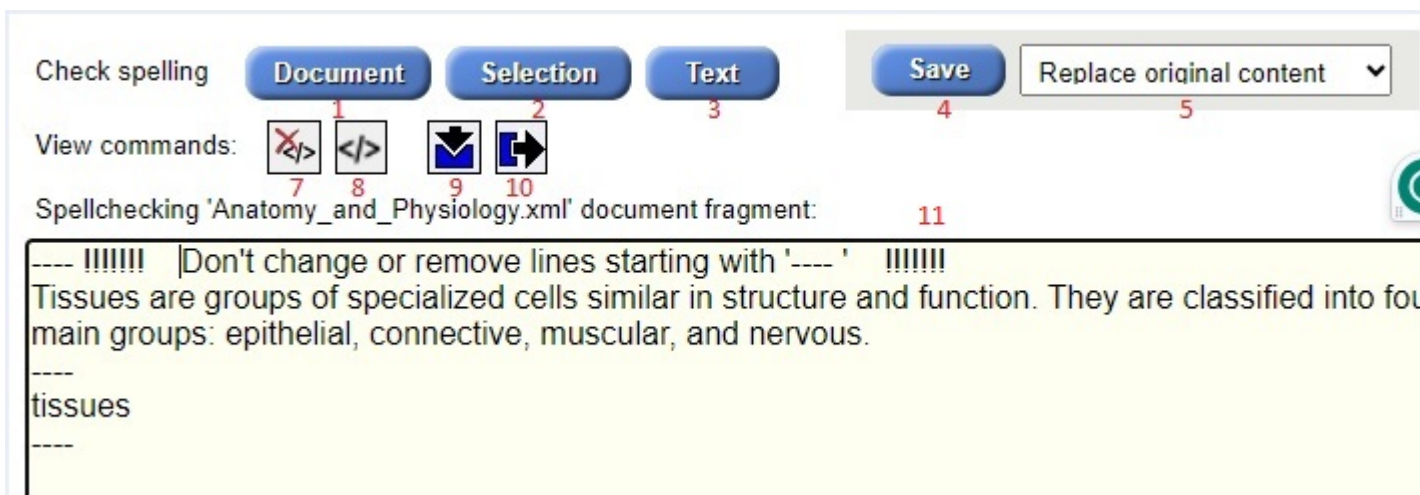 Check spelling Document Selection Text Save Replace original content
1 2 3 4 5
View commands: </> </>
7 8 9 10
Spellchecking 'Anatomy_and_Physiology.xml' document fragment: 11
---- !!!!!!! Don't change or remove lines starting with '---- ' !!!!!!!
Tissues are groups of specialized cells similar in structure and function. They are classified into fou
main groups: epithelial, connective, muscular, and nervous.
----
tissues
----